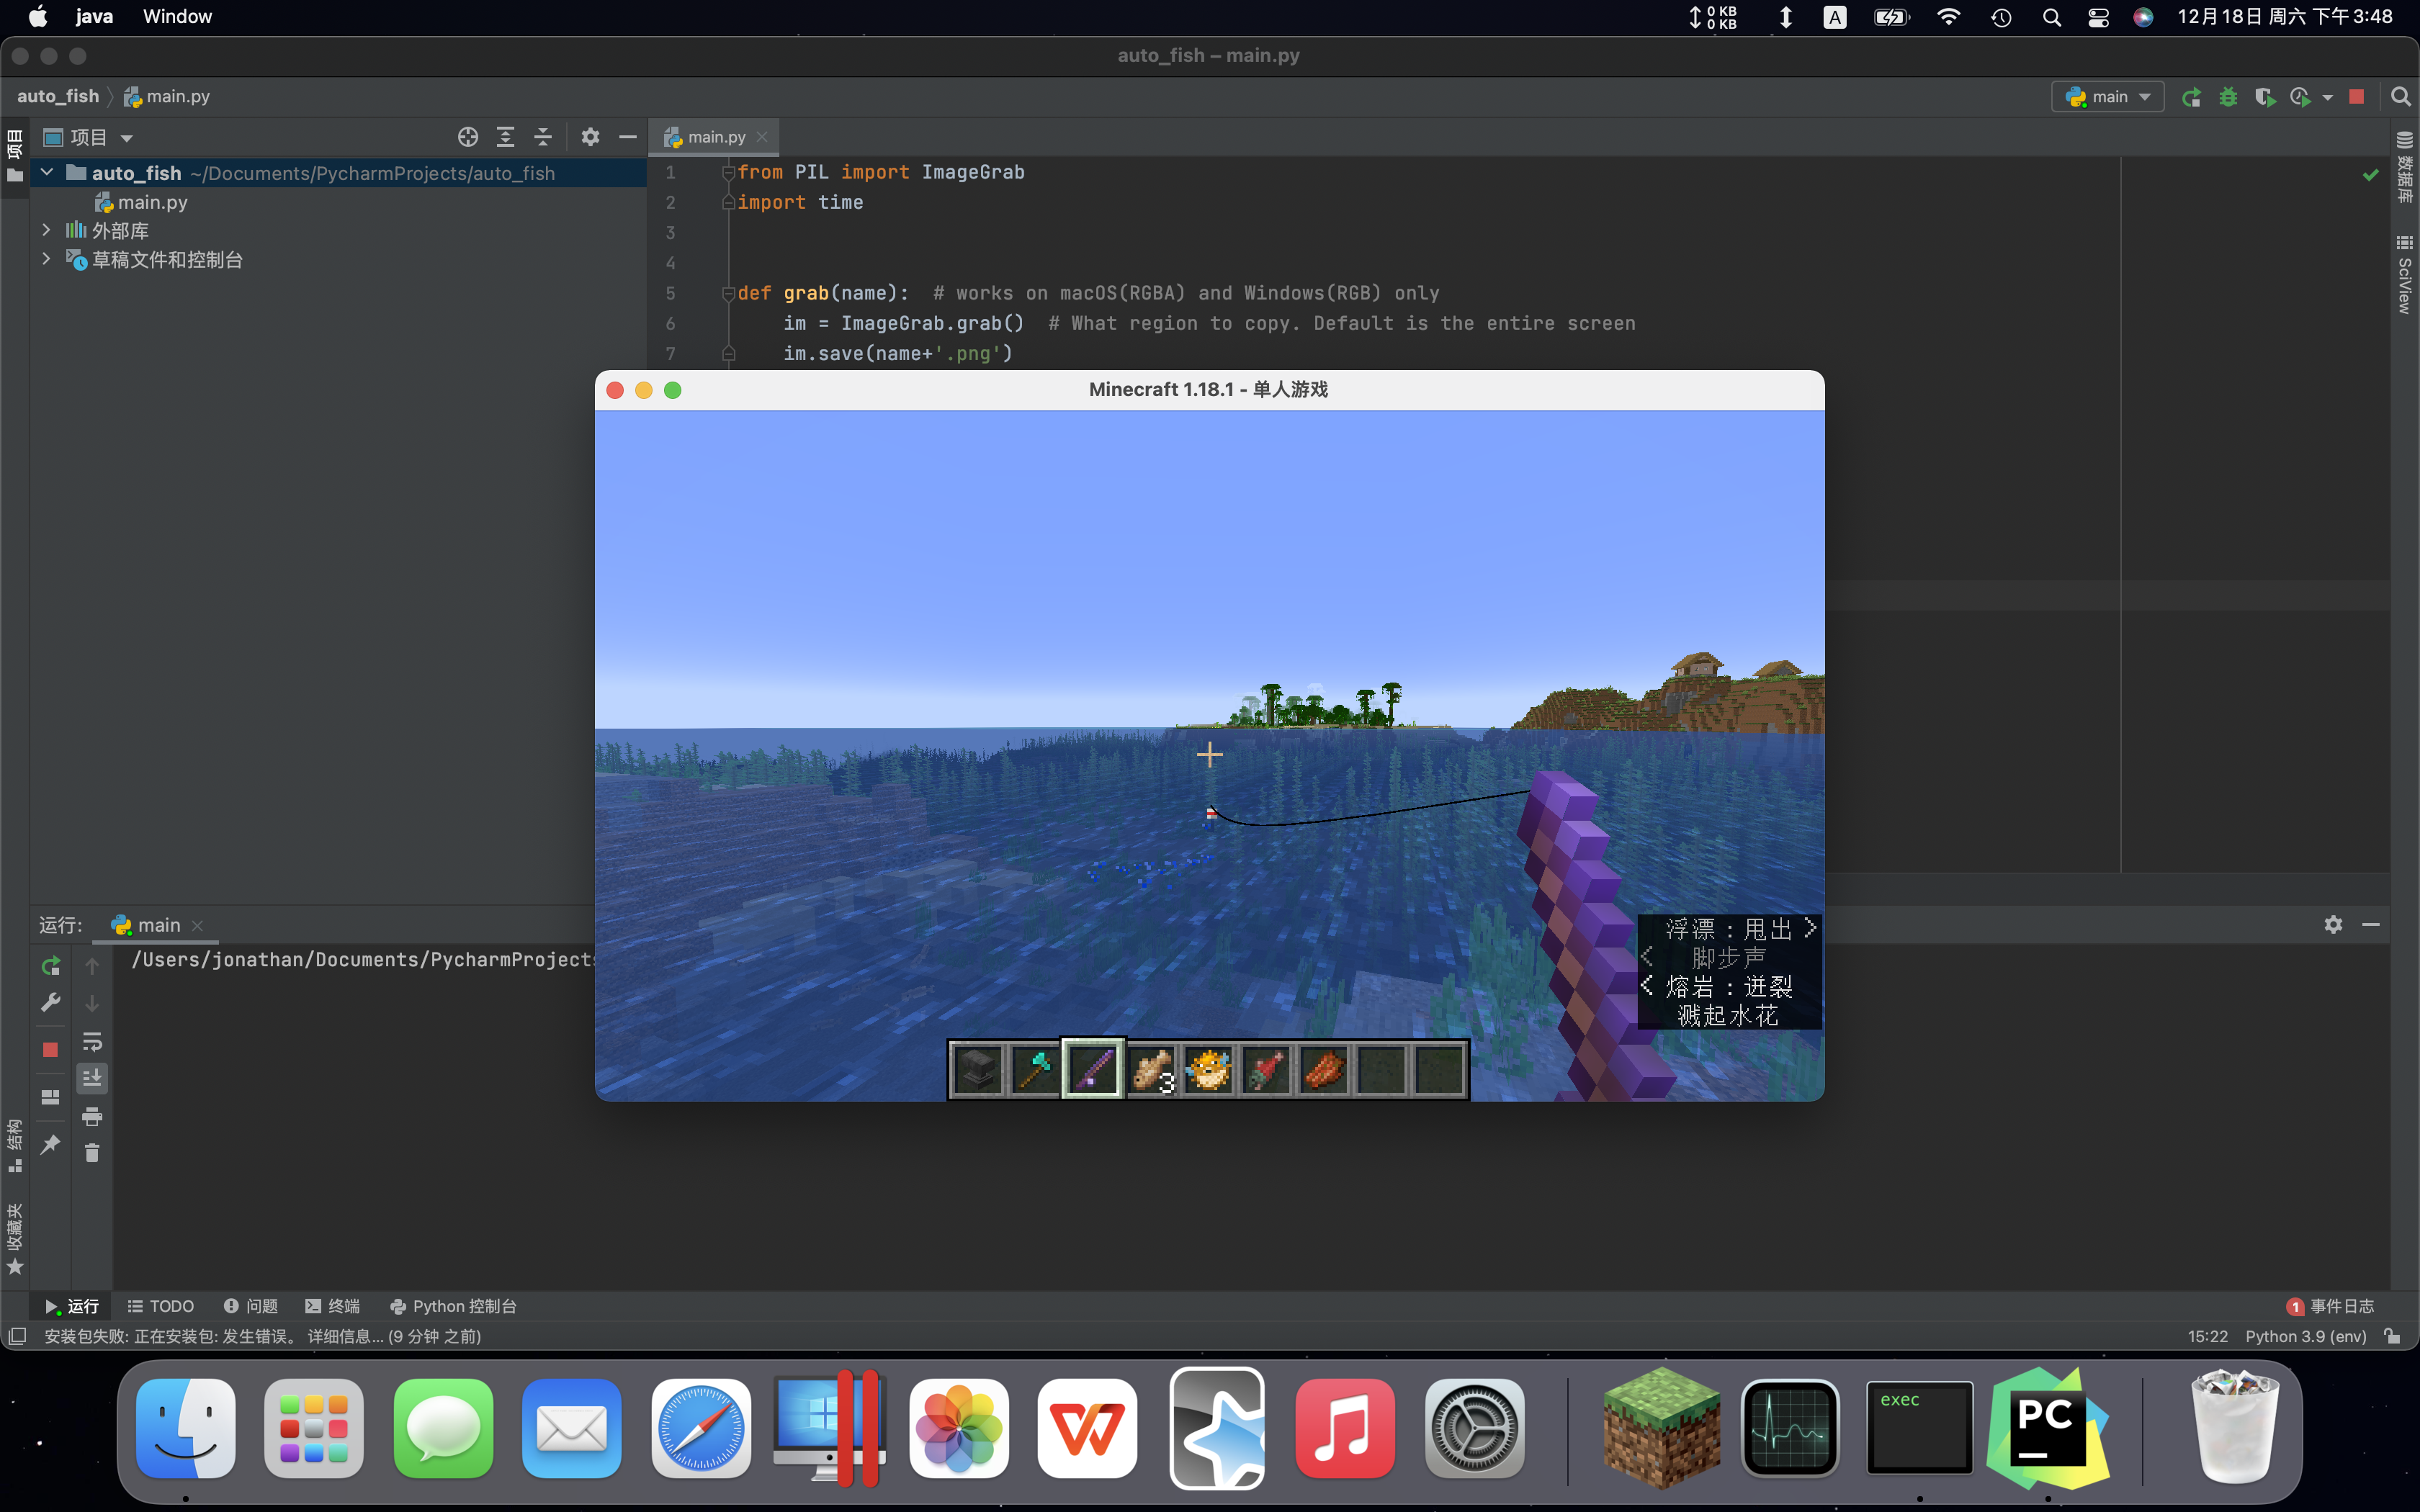 java Window
0 KB
0 KB
A
12月18日 周六 下午3:48
auto_fish – main.py
auto_fish main.py
main
项目
项目
main.py
auto_fish ~/Documents/PycharmProjects/auto_fish
main.py
外部库
草稿文件和控制台
1 from PIL import ImageGrab
2 import time
3
4
5 def grab(name):  # works on macOS(RGBA) and Windows(RGB) only
6 im = ImageGrab.grab()  # What region to copy. Default is the entire screen
7 im.save(name+'.png')
数据库
SciView
Minecraft 1.18.1 - 单人游戏
浮漂：甩出 >
< 脚步声
< 熔岩：迸裂
溅起水花
3
运行: main
/Users/jonathan/Documents/PycharmProjects
结构
收藏夹
运行 TODO 问题 终端 Python 控制台
1 事件日志
安装包失败: 正在安装包: 发生错误。 详细信息... (9 分钟 之前)
15:22 Python 3.9 (env)
exec
PC